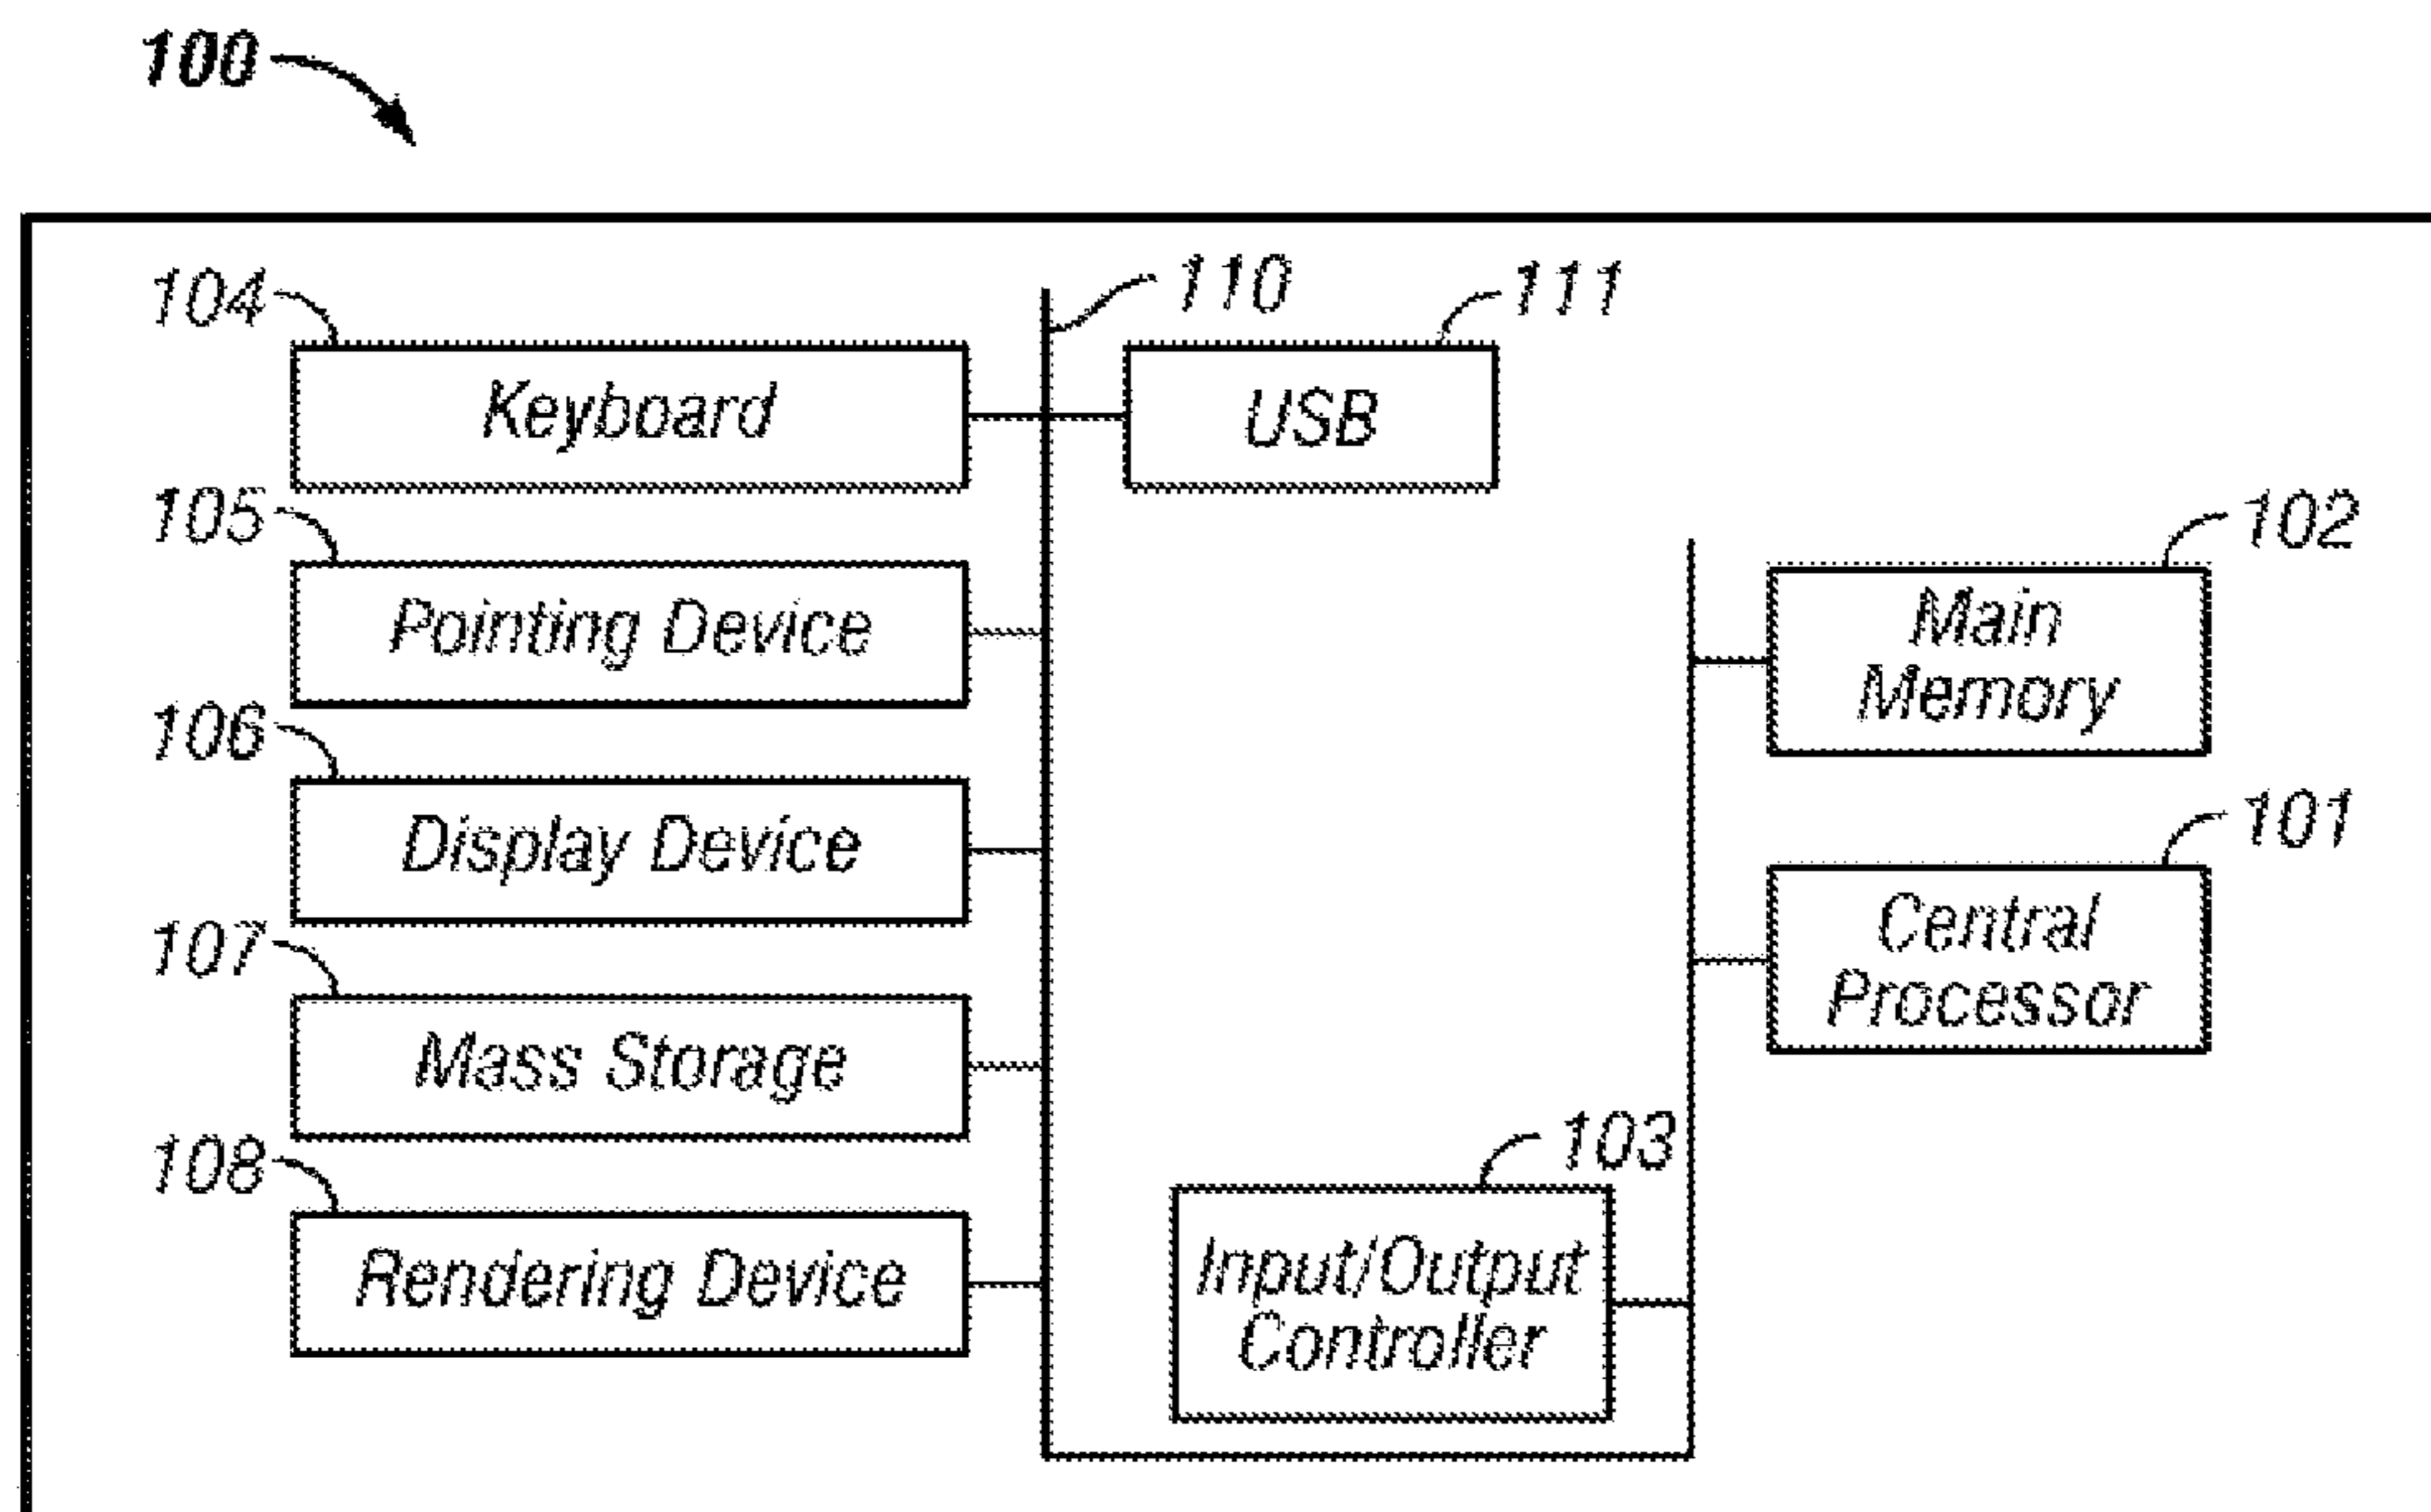 100
104
110
111
Keyboard
USB
105
Pointing Device
102
Main
Memory
106
Display Device
101
Central
Processor
107
Mass Storage
103
108
Rendering Device
Input/Output
Controller